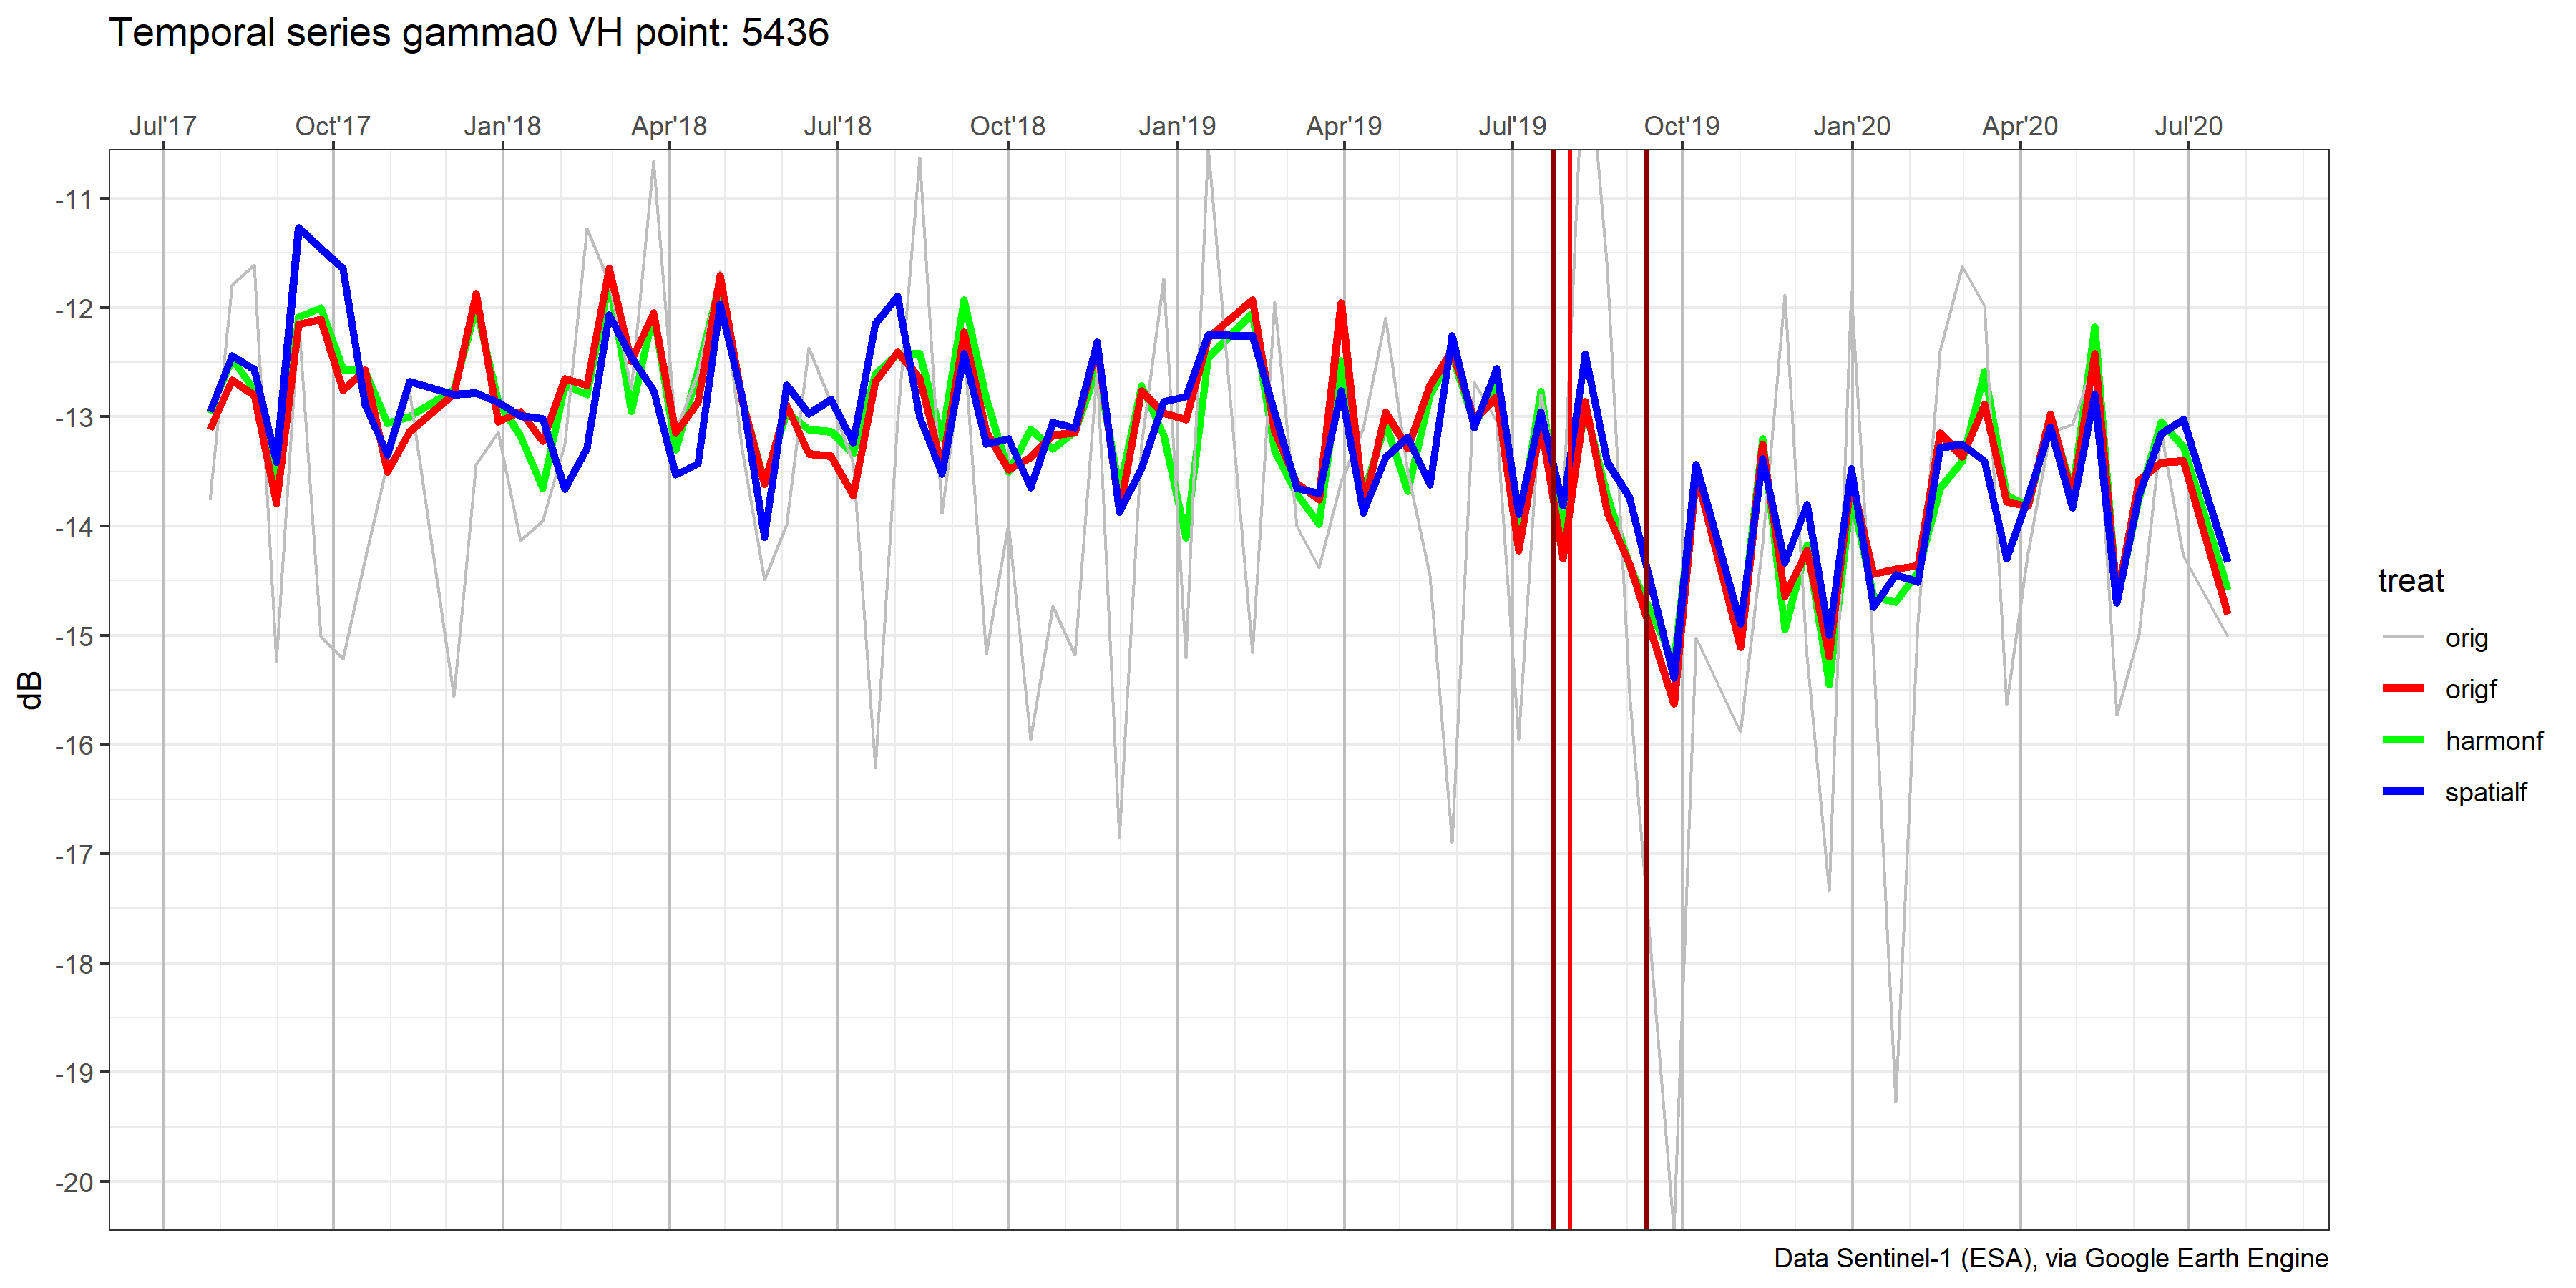 Temporal series gamma0 VH point: 5436
Jul'17 Oct'17 Jan'18 Apr'18 Jul'18 Oct'18 Jan'19 Apr'19 Jul'19 Oct'19 Jan'20 Apr'20 Jul'20
-11
-12
-13
-14
-15
-16
-17
-18
-19
-20
dB
treat
orig
origf
harmonf
spatialf
Data Sentinel-1 (ESA), via Google Earth Engine